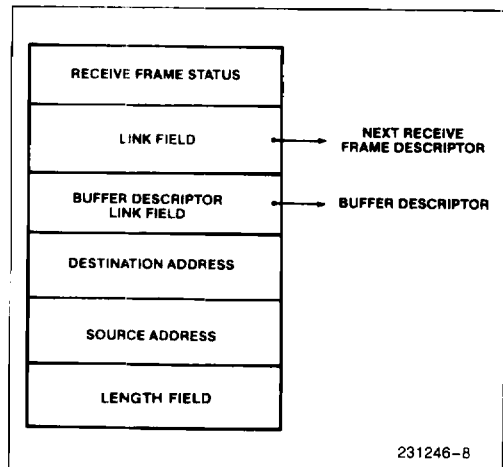 RECEIVE FRAME STATUS
LINK FIELD
NEXT RECEIVE
FRAME DESCRIPTOR
BUFFER DESCRIPTOR
LINK FIELD
BUFFER DESCRIPTOR
DESTINATION ADDRESS
SOURCE ADDRESS
LENGTH FIELD
231246-8